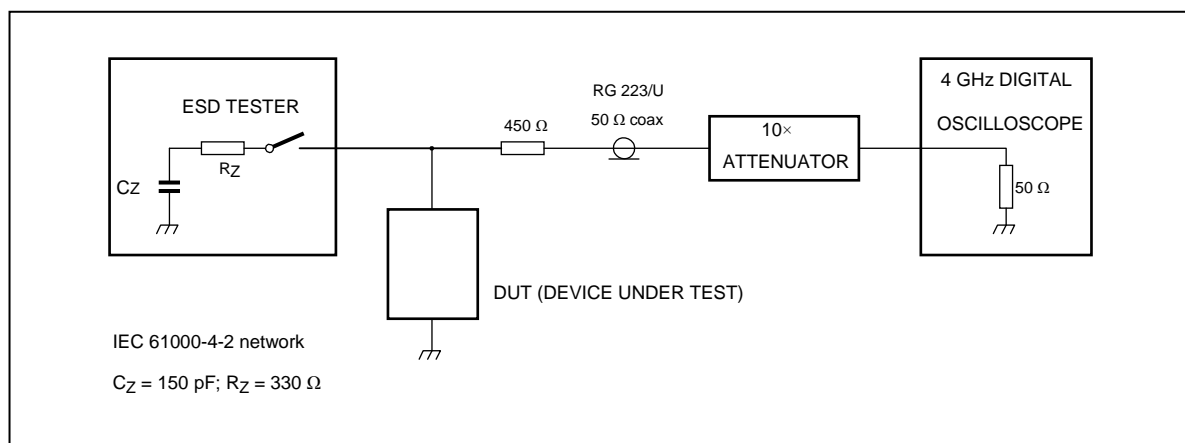 ESD TESTER
RZ
CZ
450 Ω
RG 223/U
50 Ω coax
10×
ATTENUATOR
4 GHz DIGITAL
OSCILLOSCOPE
50 Ω
DUT (DEVICE UNDER TEST)
IEC 61000-4-2 network
CZ = 150 pF; RZ = 330 Ω